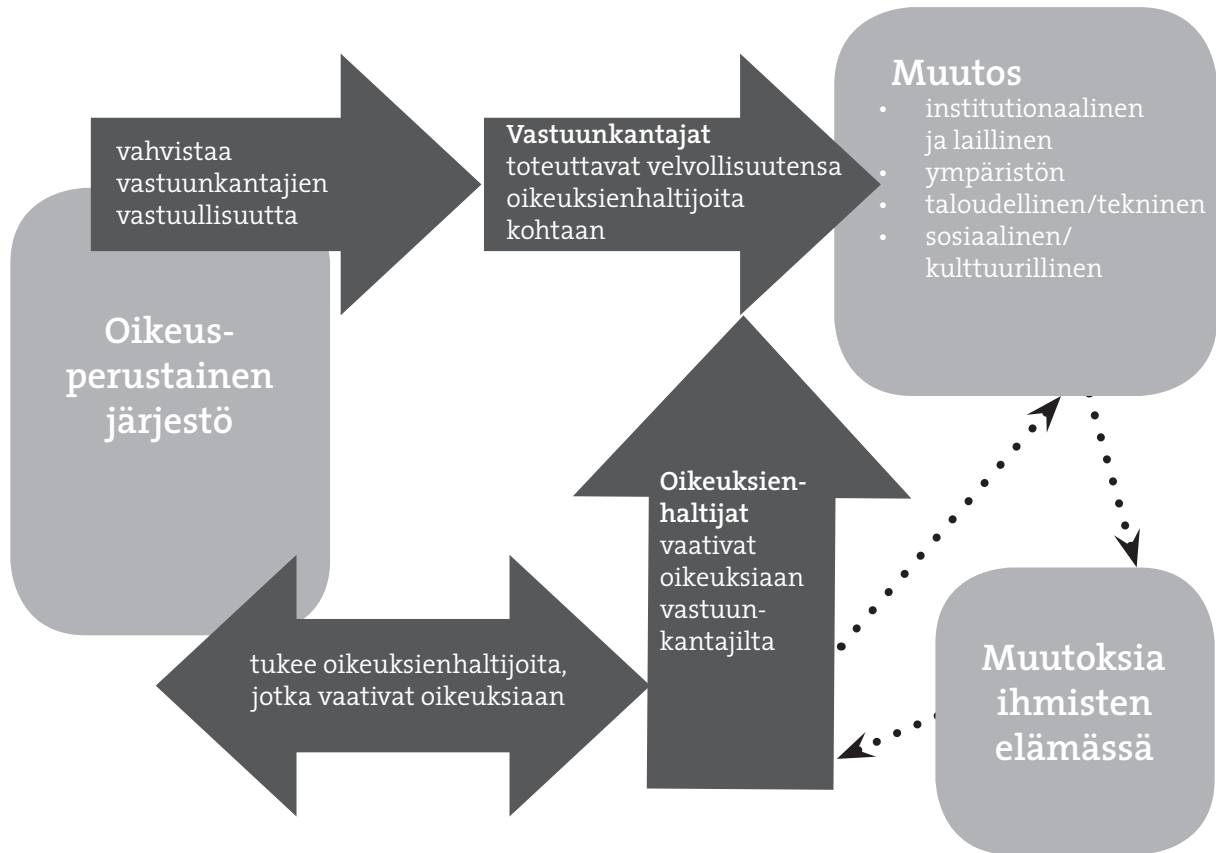 vahvistaa
vastuunkantajien
vastuullisuutta
Vastuunkantajat
toteuttavat velvollisuutensa
oikeuksienhaltijoita
kohtaan
Muutos
• institutionaalinen
ja laillinen
• ympäristön
• taloudellinen/tekninen
• sosiaalinen/
kulttuurillinen
Oikeus-
perustainen
järjestö
Oikeuksien-
haltijat
vaativat
oikeuksiaan
vastuun-
kantajilta
tukee oikeuksienhaltijoita,
jotka vaativat oikeuksiaan
Muutoksia
ihmisten
elämässä